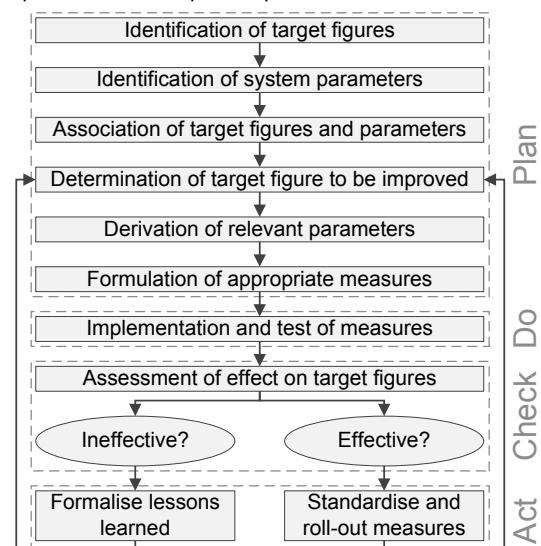 Identification of target figures
Identification of system parameters
Association of target figures and parameters
Determination of target figure to be improved
Derivation of relevant parameters
Formulation of appropriate measures
Plan
Implementation and test of measures
Do
Assessment of effect on target figures
Ineffective?
Effective?
Check
Formalise lessons
learned
Standardise and
roll-out measures
Act